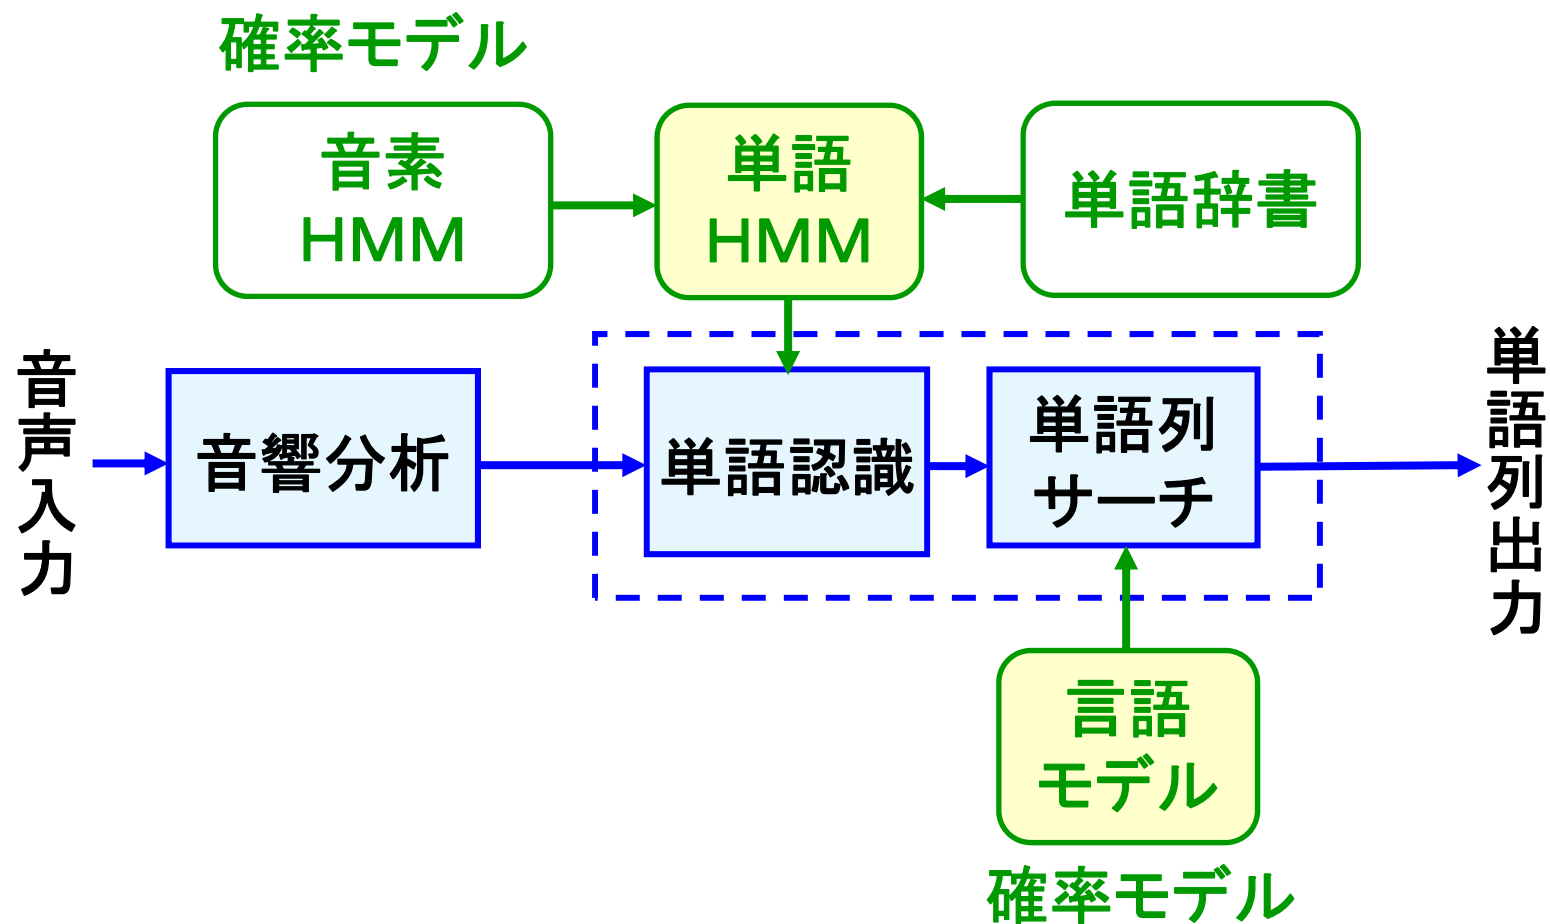 確率モデル
音素
HMM
単語
HMM
単語辞書
音声入力
音響分析
単語認識
単語列
サーチ
単語列出力
言語
モデル
確率モデル